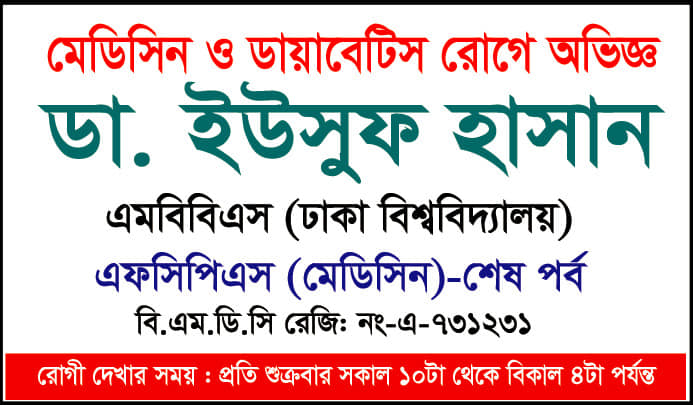 মেডিসিন ও ডায়াবেটিস রোগে অভিজ্ঞ
ডা. ইউসুফ হাসান
এমবিবিএস (ঢাকা বিশ্ববিদ্যালয়)
এফসিপিএস (মেডিসিন)-শেষ পর্ব
বি.এম.ডি.সি রেজি: নং-এ-৭৩১২৩১
রোগী দেখার সময় : প্রতি শুক্রবার সকাল ১০টা থেকে বিকাল ৪টা পর্যন্ত